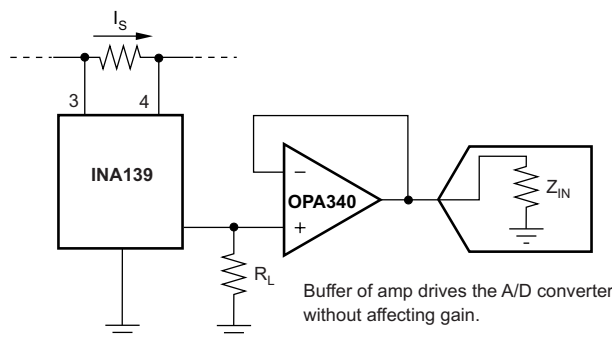 I_S
3 4
INA139
−
OPA340
+
R_L
Z_IN
Buffer of amp drives the A/D converter
without affecting gain.